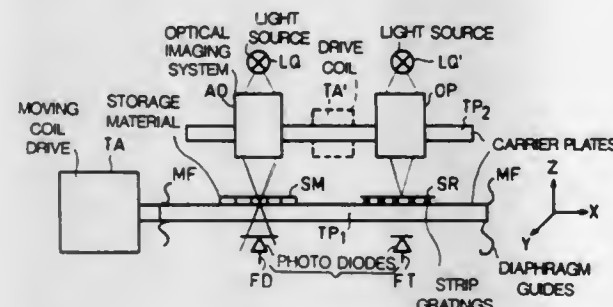 LIGHT SOURCE
LQ
OPTICAL IMAGING SYSTEM
AO
DRIVE COIL
TA'
LIGHT SOURCE
LQ'
OP
TP2
CARRIER PLATES
STORAGE MATERIAL
MOVING COIL DRIVE
TA
MF
SM
SR
MF
TP1
Z
X
Y
PHOTO DIODES
FD
FT
STRIP GRATINGS
DIAPHRAGM GUIDES